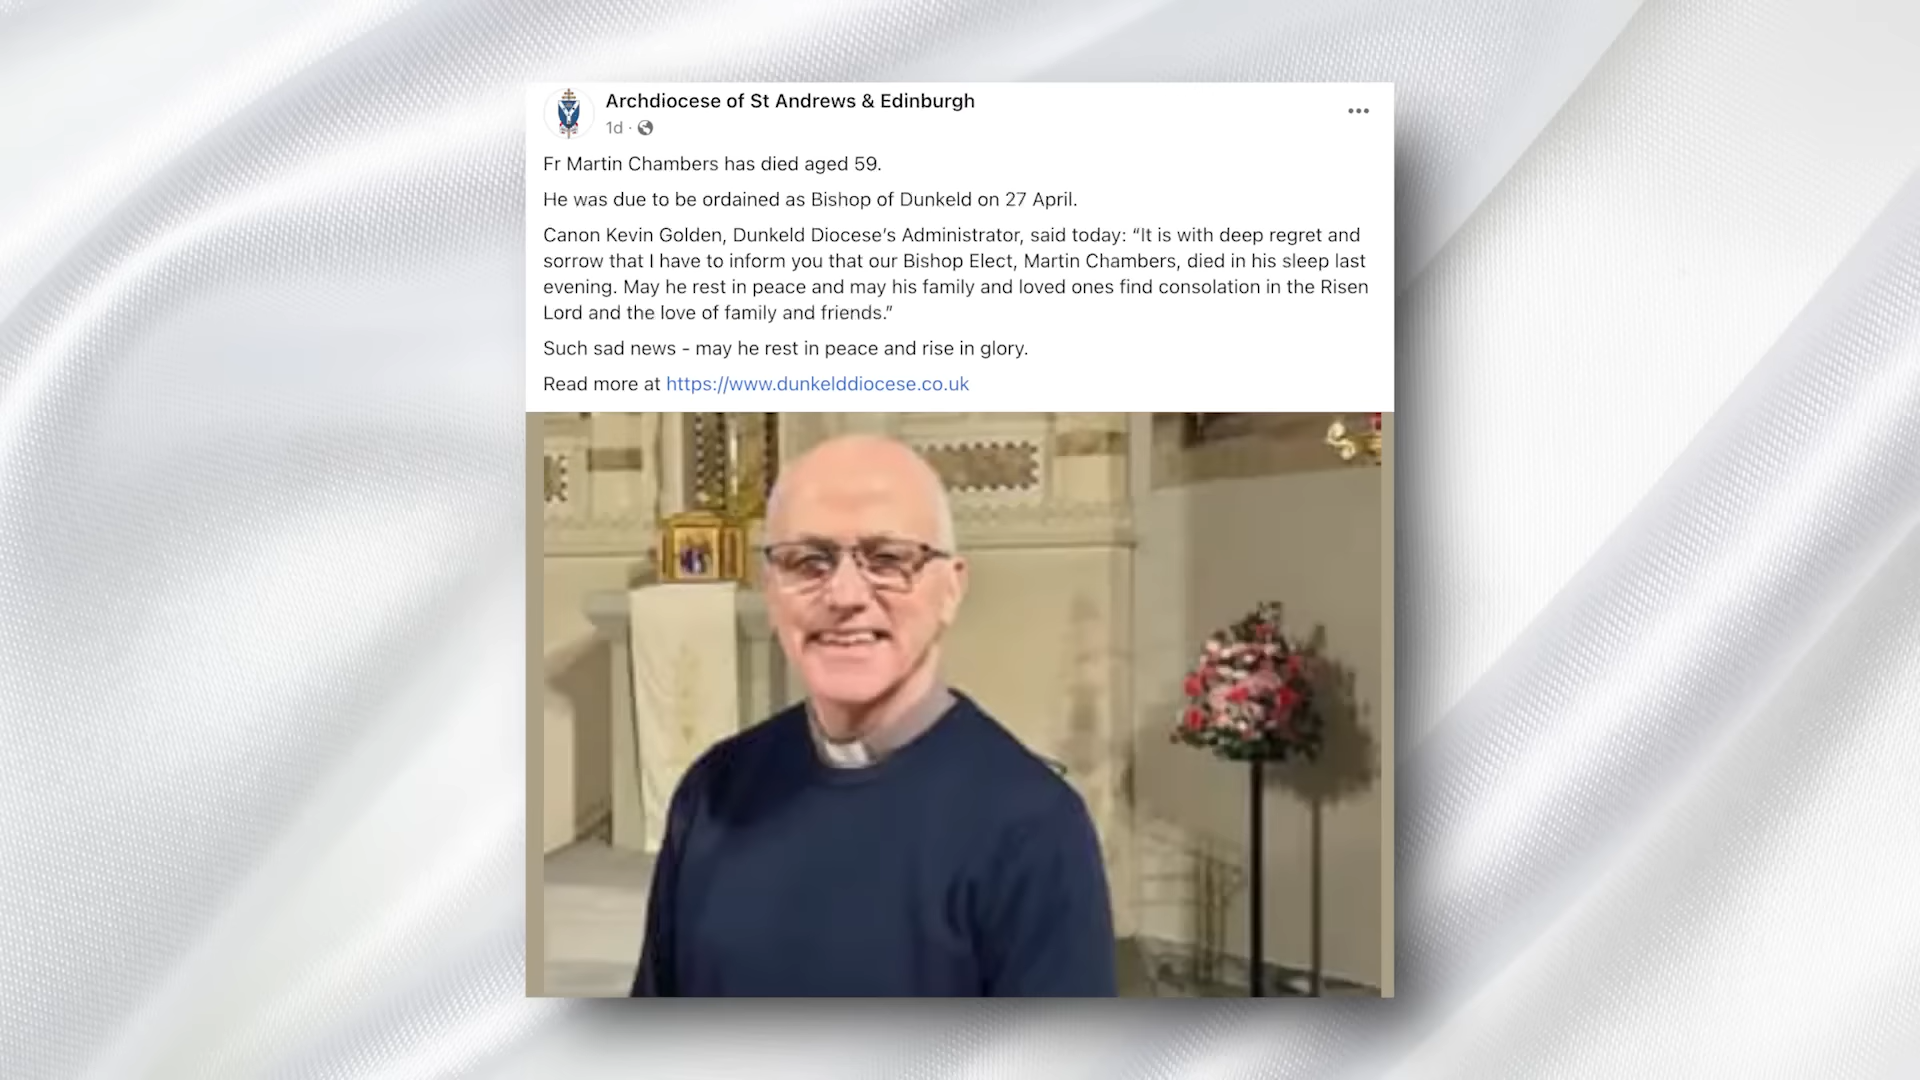 Archdiocese of St Andrews & Edinburgh
1d ·
Fr Martin Chambers has died aged 59.
He was due to be ordained as Bishop of Dunkeld on 27 April.
Canon Kevin Golden, Dunkeld Diocese’s Administrator, said today: “It is with deep regret and
sorrow that I have to inform you that our Bishop Elect, Martin Chambers, died in his sleep last
evening. May he rest in peace and may his family and loved ones find consolation in the Risen
Lord and the love of family and friends.”
Such sad news - may he rest in peace and rise in glory.
Read more at https://www.dunkelddiocese.co.uk